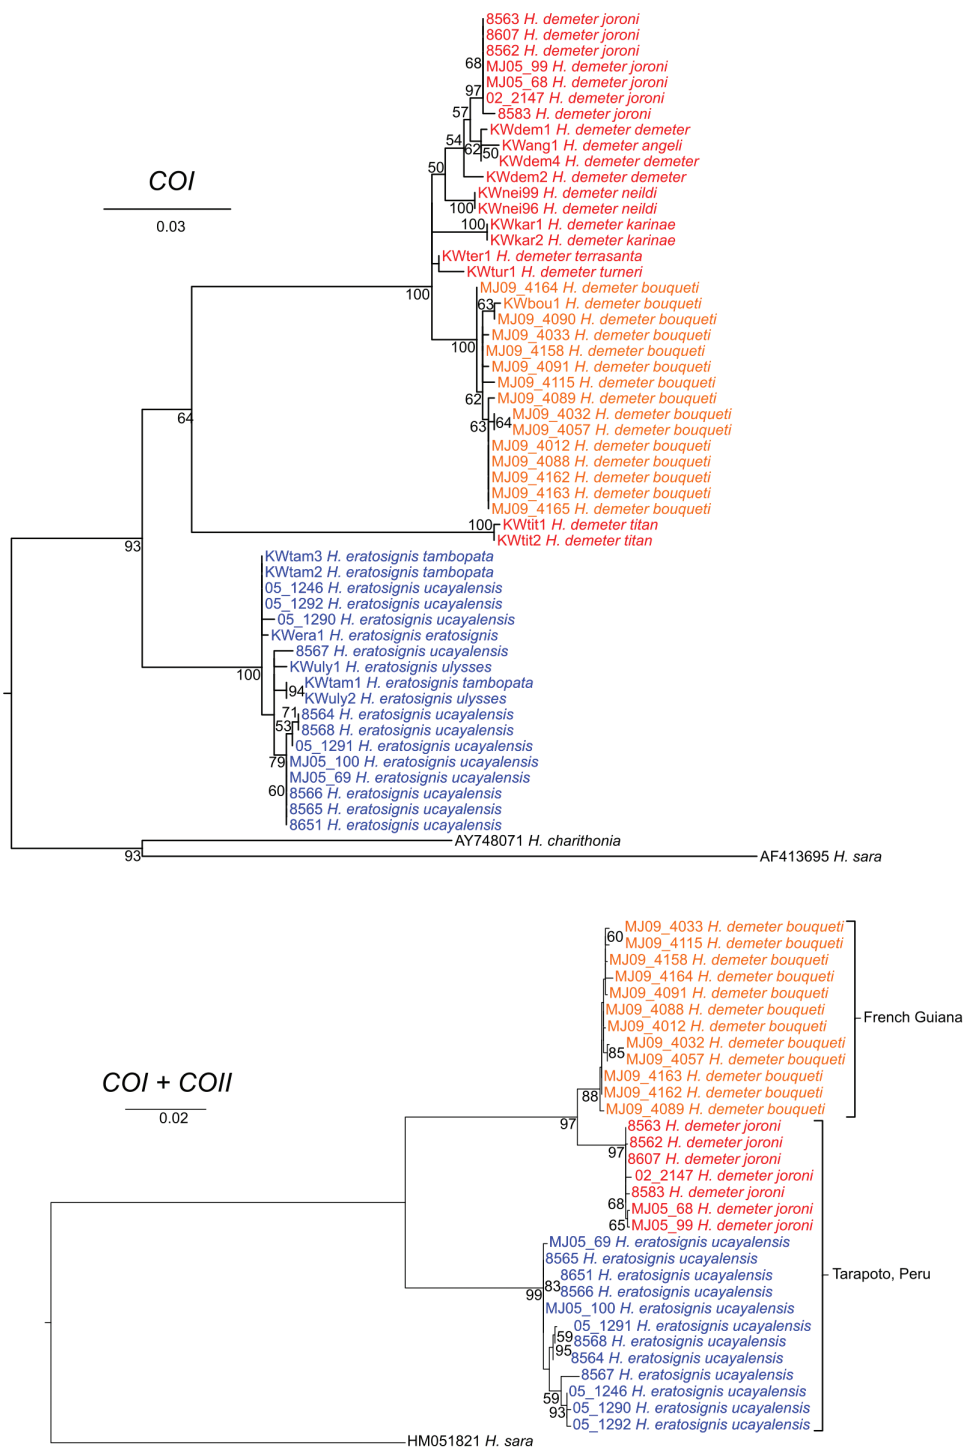 8563 H. demeter joroni
8607 H. demeter joroni
8562 H. demeter joroni
68
MJ05_99 H. demeter joroni
MJ05_68 H. demeter joroni
97
02_2147 H. demeter joroni
57
8583 H. demeter joroni
KWdem1 H. demeter demeter
54
62
50
KWang1 H. demeter angeli
KWdem4 H. demeter demeter
50
KWdem2 H. demeter demeter
COI
KWnei99 H. demeter neildi
100
KWnei96 H. demeter neildi
0.03
100
KWkar1 H. demeter karinae
KWkar2 H. demeter karinae
KWter1 H. demeter terrasanta
KWtur1 H. demeter turneri
100
MJ09_4164 H. demeter bouqueti
63
KWbou1 H. demeter bouqueti
MJ09_4090 H. demeter bouqueti
MJ09_4033 H. demeter bouqueti
100
MJ09_4158 H. demeter bouqueti
MJ09_4091 H. demeter bouqueti
MJ09_4115 H. demeter bouqueti
62
MJ09_4089 H. demeter bouqueti
64
MJ09_4032 H. demeter bouqueti
64
63
MJ09_4057 H. demeter bouqueti
MJ09_4012 H. demeter bouqueti
MJ09_4088 H. demeter bouqueti
MJ09_4162 H. demeter bouqueti
MJ09_4163 H. demeter bouqueti
MJ09_4165 H. demeter bouqueti
100
KWtit1 H. demeter titan
KWtit2 H. demeter titan
93
KWtam3 H. eratosignis tambopata
KWtam2 H. eratosignis tambopata
05_1246 H. eratosignis ucayalensis
05_1292 H. eratosignis ucayalensis
05_1290 H. eratosignis ucayalensis
KWera1 H. eratosignis eratosignis
8567 H. eratosignis ucayalensis
100
KWuly1 H. eratosignis ulysses
94
KWtam1 H. eratosignis tambopata
KWuly2 H. eratosignis ulysses
71
8564 H. eratosignis ucayalensis
53
8568 H. eratosignis ucayalensis
05_1291 H. eratosignis ucayalensis
79
MJ05_100 H. eratosignis ucayalensis
MJ05_69 H. eratosignis ucayalensis
60
8566 H. eratosignis ucayalensis
8565 H. eratosignis ucayalensis
8651 H. eratosignis ucayalensis
AY748071 H. charithonia
93
AF413695 H. sara
MJ09_4033 H. demeter bouqueti
60
MJ09_4115 H. demeter bouqueti
MJ09_4158 H. demeter bouqueti
MJ09_4164 H. demeter bouqueti
MJ09_4091 H. demeter bouqueti
MJ09_4088 H. demeter bouqueti
French Guiana
MJ09_4012 H. demeter bouqueti
MJ09_4032 H. demeter bouqueti
85
MJ09_4057 H. demeter bouqueti
COI + COII
MJ09_4163 H. demeter bouqueti
88
MJ09_4162 H. demeter bouqueti
0.02
MJ09_4089 H. demeter bouqueti
97
8563 H. demeter joroni
8562 H. demeter joroni
97
8607 H. demeter joroni
02_2147 H. demeter joroni
8583 H. demeter joroni
68
MJ05_68 H. demeter joroni
65
MJ05_99 H. demeter joroni
MJ05_69 H. eratosignis ucayalensis
8565 H. eratosignis ucayalensis
8651 H. eratosignis ucayalensis
Tarapoto, Peru
99
83
8566 H. eratosignis ucayalensis
MJ05_100 H. eratosignis ucayalensis
05_1291 H. eratosignis ucayalensis
59
8568 H. eratosignis ucayalensis
95
8564 H. eratosignis ucayalensis
8567 H. eratosignis ucayalensis
59
05_1246 H. eratosignis ucayalensis
93
05_1290 H. eratosignis ucayalensis
05_1292 H. eratosignis ucayalensis
HM051821 H. sara